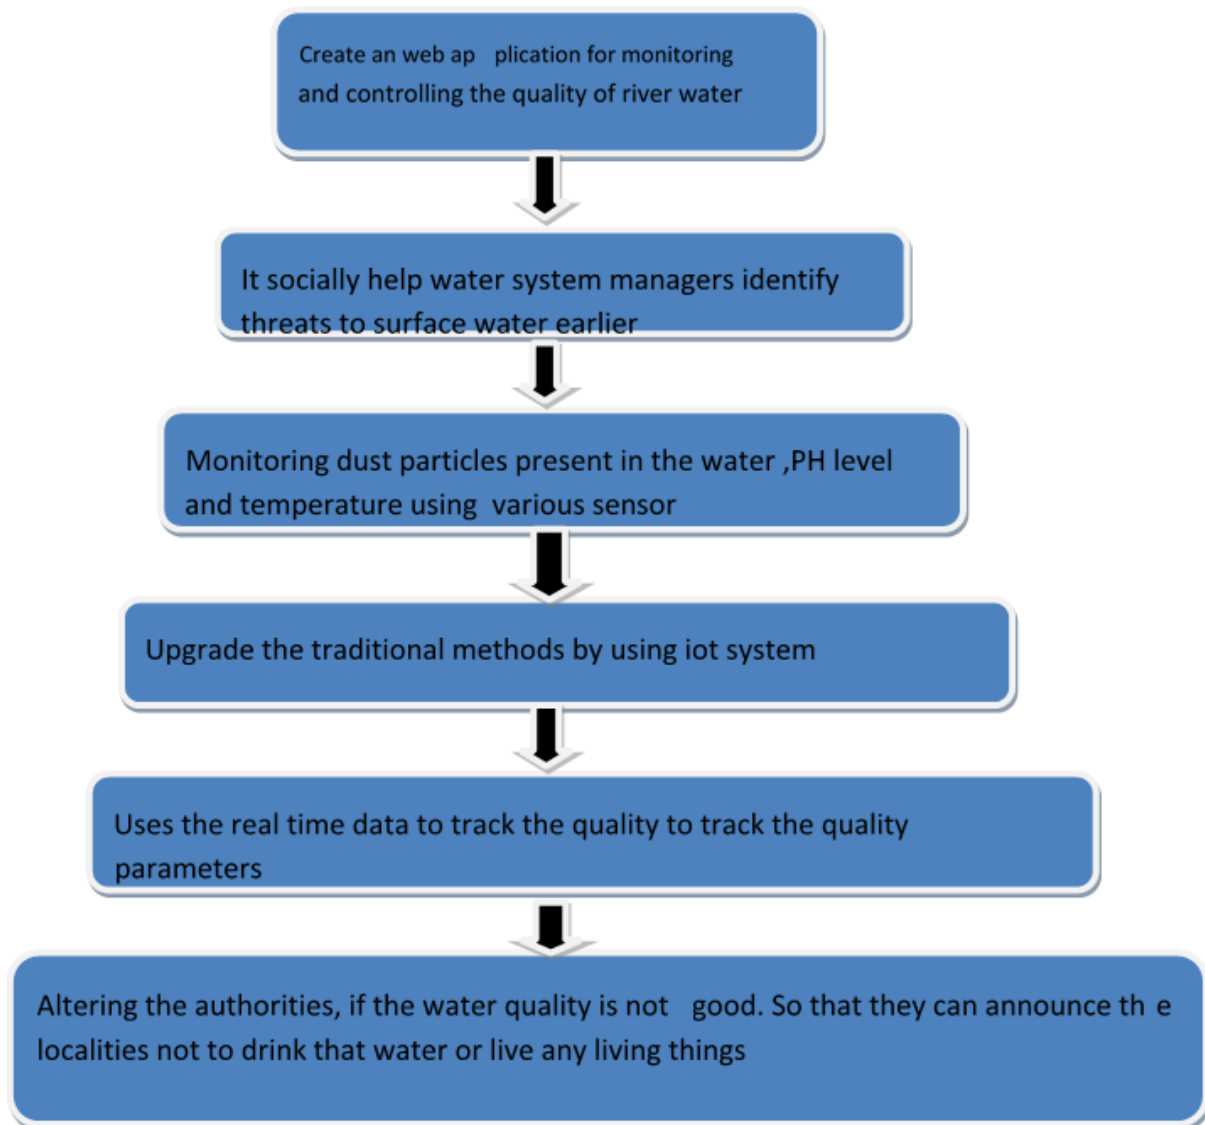 Create an web ap plication for monitoring
and controlling the quality of river water
It socially help water system managers identify
threats to surface water earlier
Monitoring dust particles present in the water ,PH level
and temperature using various sensor
Upgrade the traditional methods by using iot system
Uses the real time data to track the quality to track the quality
parameters
Altering the authorities, if the water quality is not good. So that they can announce th e
localities not to drink that water or live any living things